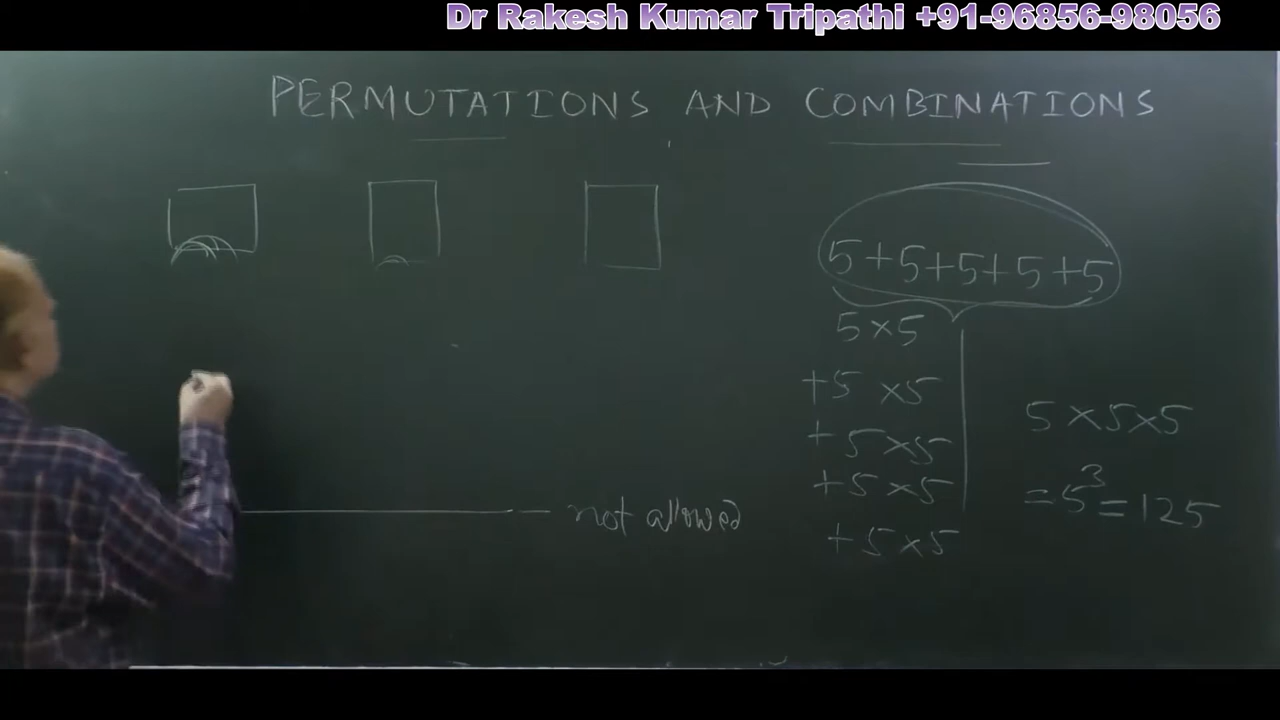 Dr Rakesh Kumar Tripathi +91-96856-98056
PERMUTATIONS AND COMBINATIONS
5+5+5+5+5
5×5
+5×5
+5×5
+5×5
+5×5
5×5×5
=5³=125
not allowed